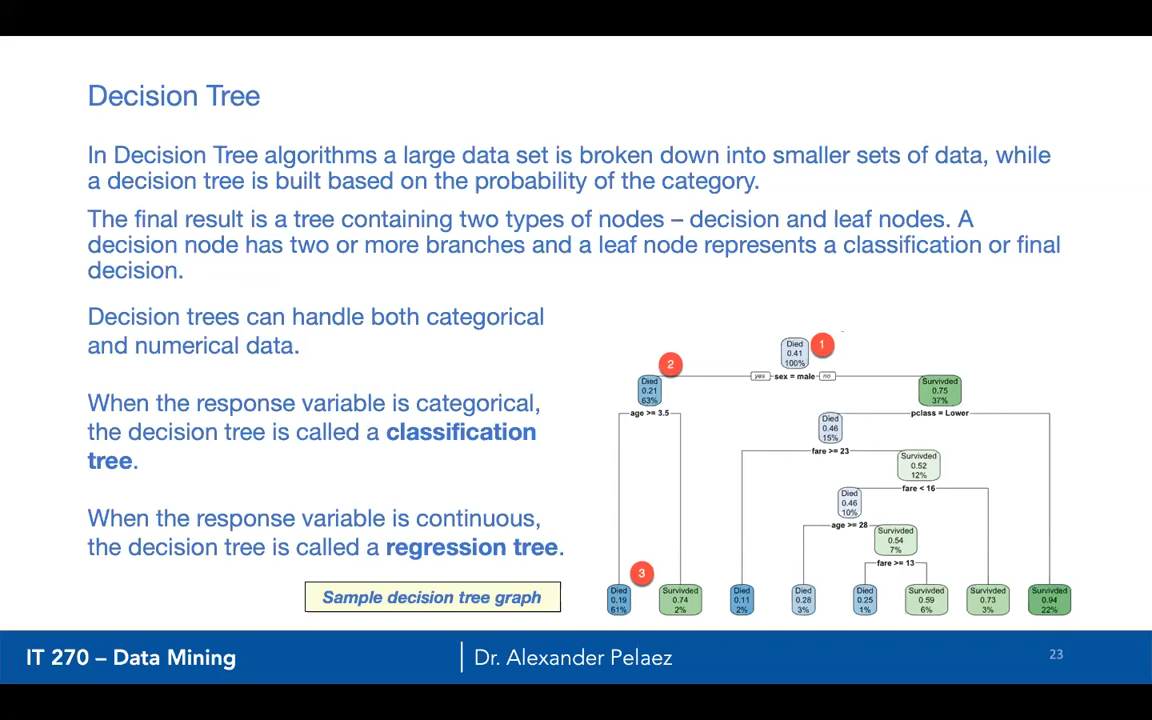 Decision Tree
In Decision Tree algorithms a large data set is broken down into smaller sets of data, while
a decision tree is built based on the probability of the category.
The final result is a tree containing two types of nodes – decision and leaf nodes. A
decision node has two or more branches and a leaf node represents a classification or final
decision.
Decision trees can handle both categorical
and numerical data.
When the response variable is categorical,
the decision tree is called a classification
tree.
When the response variable is continuous,
the decision tree is called a regression tree.
Sample decision tree graph
Died
0.41
100%
1
yes sex = male no
2
Died
0.21
63%
age >= 3.5
Survivded
0.75
37%
pclass = Lower
Died
0.46
15%
fare >= 23
Survivded
0.52
12%
fare < 16
Died
0.46
10%
age >= 28
Survivded
0.54
7%
fare >= 13
3
Died
0.19
61%
Survivded
0.74
2%
Died
0.11
2%
Died
0.28
3%
Died
0.25
1%
Survivded
0.59
6%
Survivded
0.73
3%
Survivded
0.94
22%
IT 270 – Data Mining
Dr. Alexander Pelaez
23